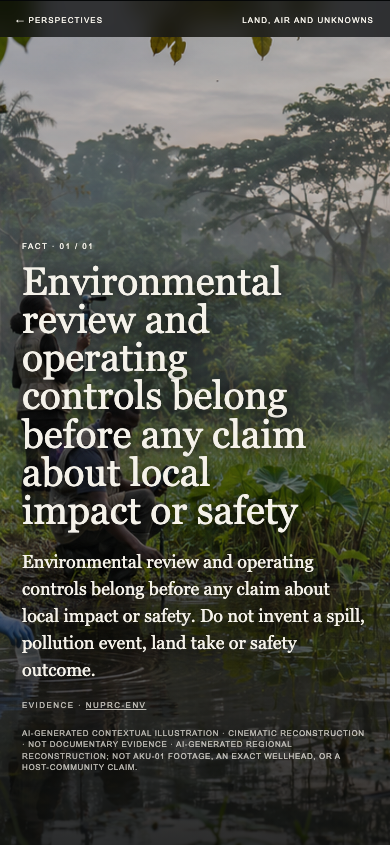 ← PERSPECTIVES
LAND, AIR AND UNKNOWNS
FACT · 01 / 01
Environmental
review and
operating
controls belong
before any claim
about local
impact or safety
Environmental review and operating
controls belong before any claim about
local impact or safety. Do not invent a spill,
pollution event, land take or safety
outcome.
EVIDENCE · NUPRC-ENV
AI-GENERATED CONTEXTUAL ILLUSTRATION · CINEMATIC RECONSTRUCTION
· NOT DOCUMENTARY EVIDENCE · AI-GENERATED REGIONAL
RECONSTRUCTION; NOT AKU-01 FOOTAGE, AN EXACT WELLHEAD, OR A
HOST-COMMUNITY CLAIM.